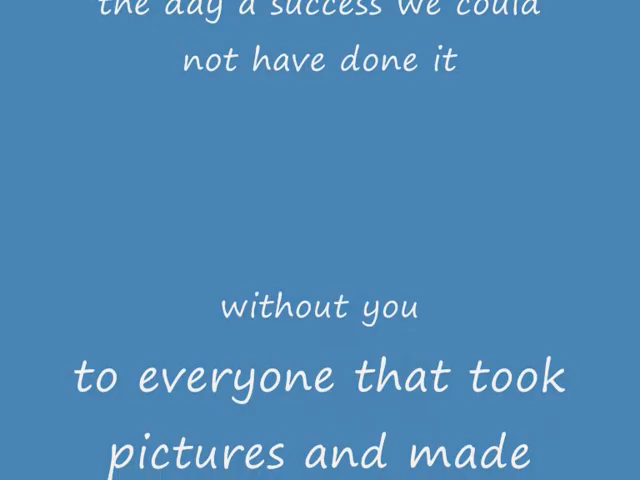 the day a success we could
not have done it
without you
to everyone that took
pictures and made